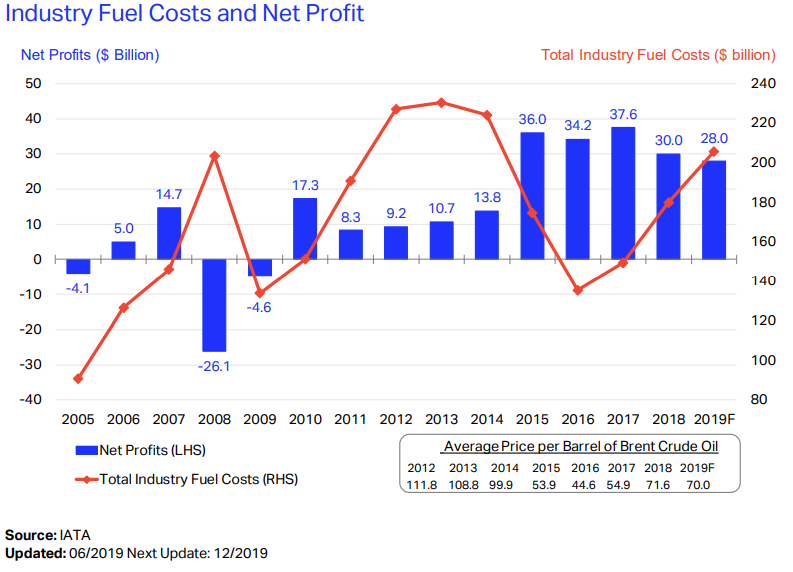 Industry Fuel Costs and Net Profit
Net Profits ($ Billion) Total Industry Fuel Costs ($ billion)
50 240
40 220
30 200
20 180
10 160
0 140
-10 120
-20 100
-30 80
-40
-4.1
5.0
14.7
-26.1
-4.6
17.3
8.3
9.2
10.7
13.8
36.0
34.2
37.6
30.0
28.0
2005 2006 2007 2008 2009 2010 2011 2012 2013 2014 2015 2016 2017 2018 2019F
Net Profits (LHS)
Total Industry Fuel Costs (RHS)
Average Price per Barrel of Brent Crude Oil
2012 2013 2014 2015 2016 2017 2018 2019F
111.8 108.8 99.9 53.9 44.6 54.9 71.6 70.0
Source: IATA
Updated: 06/2019 Next Update: 12/2019